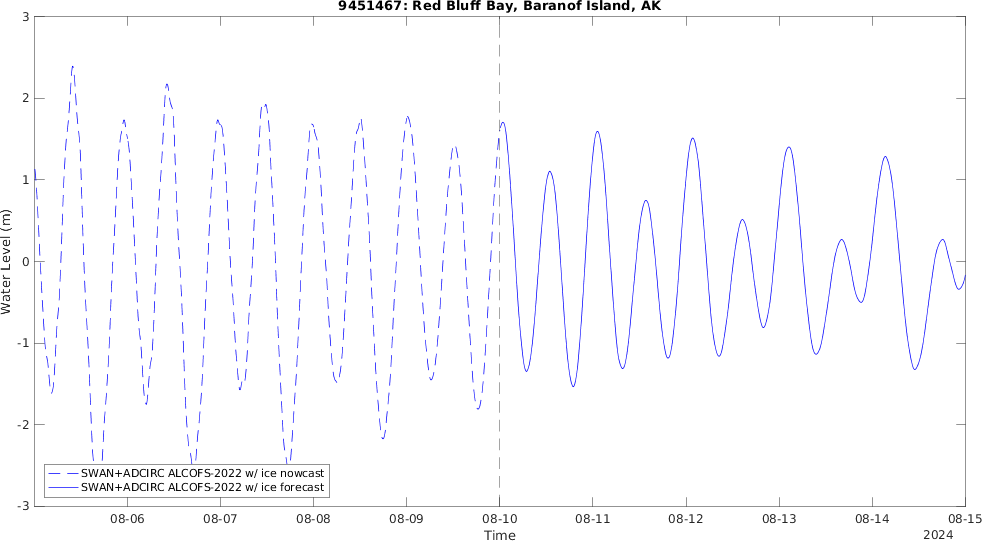 9451467: Red Bluff Bay, Baranof Island, AK
3
2
1
0
-1
-2
-3
Water Level (m)
SWAN+ADCIRC ALCOFS-2022 w/ ice nowcast
SWAN+ADCIRC ALCOFS-2022 w/ ice forecast
08-06 08-07 08-08 08-09 08-10 08-11 08-12 08-13 08-14 08-15
Time
2024